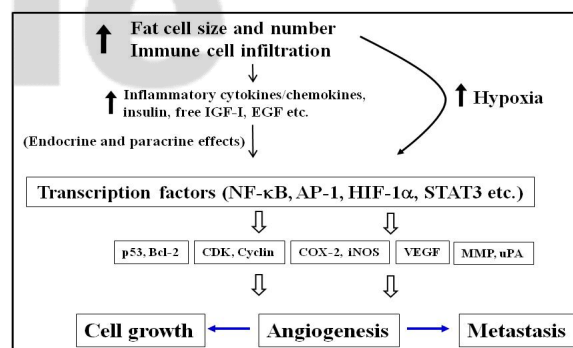 Fat cell size and number
Immune cell infiltration
Inflammatory cytokines/chemokines,
insulin, free IGF-I, EGF etc.
Hypoxia
(Endocrine and paracrine effects)
Transcription factors (NF-κB, AP-1, HIF-1α, STAT3 etc.)
p53, Bcl-2
CDK, Cyclin
COX-2, iNOS
VEGF
MMP, uPA
Cell growth
Angiogenesis
Metastasis